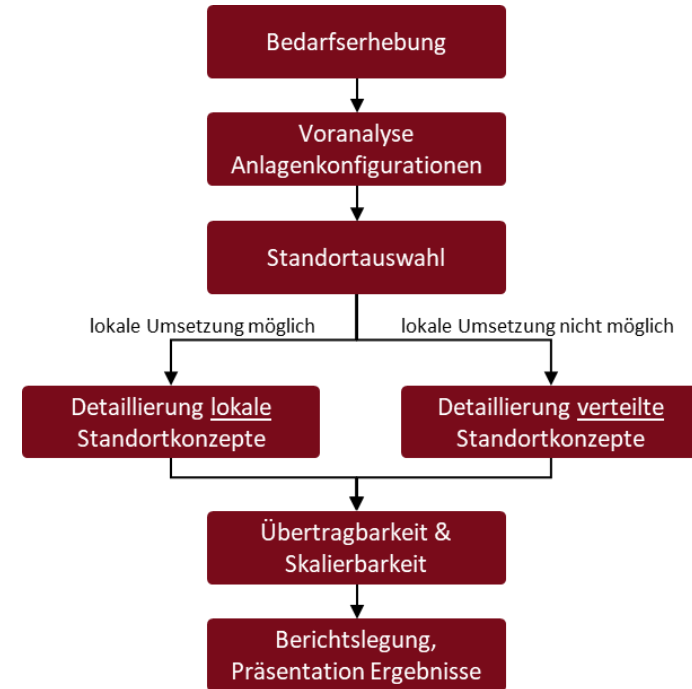 Bedarfserhebung
Voranalyse
Anlagenkonfigurationen
Standortauswahl
lokale Umsetzung möglich
lokale Umsetzung nicht möglich
Detaillierung lokale
Standortkonzepte
Detaillierung verteilte
Standortkonzepte
Übertragbarkeit &
Skalierbarkeit
Berichtslegung,
Präsentation Ergebnisse